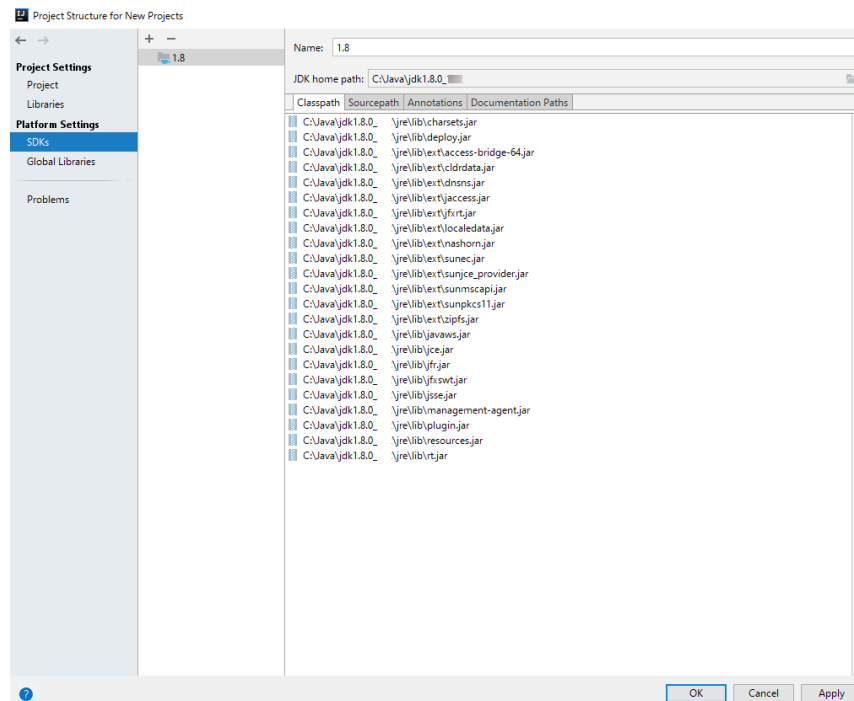 Project Structure for New Projects
Project Settings
Project
Libraries
Platform Settings
SDKs
Global Libraries
Problems
1.8
Name: 1.8
JDK home path: C:\Java\jdk1.8.0_
Classpath Sourcepath Annotations Documentation Paths
C:\Java\jdk1.8.0_ \jre\lib\charsets.jar
C:\Java\jdk1.8.0_ \jre\lib\deploy.jar
C:\Java\jdk1.8.0_ \jre\lib\ext\access-bridge-64.jar
C:\Java\jdk1.8.0_ \jre\lib\ext\cldrdata.jar
C:\Java\jdk1.8.0_ \jre\lib\ext\dnsns.jar
C:\Java\jdk1.8.0_ \jre\lib\ext\jaccess.jar
C:\Java\jdk1.8.0_ \jre\lib\ext\jfxrt.jar
C:\Java\jdk1.8.0_ \jre\lib\ext\localedata.jar
C:\Java\jdk1.8.0_ \jre\lib\ext\nashorn.jar
C:\Java\jdk1.8.0_ \jre\lib\ext\sunec.jar
C:\Java\jdk1.8.0_ \jre\lib\ext\sunjce_provider.jar
C:\Java\jdk1.8.0_ \jre\lib\ext\sunmscapi.jar
C:\Java\jdk1.8.0_ \jre\lib\ext\sunpkcs11.jar
C:\Java\jdk1.8.0_ \jre\lib\ext\zipfs.jar
C:\Java\jdk1.8.0_ \jre\lib\javaws.jar
C:\Java\jdk1.8.0_ \jre\lib\jce.jar
C:\Java\jdk1.8.0_ \jre\lib\jfr.jar
C:\Java\jdk1.8.0_ \jre\lib\jfxswt.jar
C:\Java\jdk1.8.0_ \jre\lib\jsse.jar
C:\Java\jdk1.8.0_ \jre\lib\management-agent.jar
C:\Java\jdk1.8.0_ \jre\lib\plugin.jar
C:\Java\jdk1.8.0_ \jre\lib\resources.jar
C:\Java\jdk1.8.0_ \jre\lib\rt.jar
OK Cancel Apply